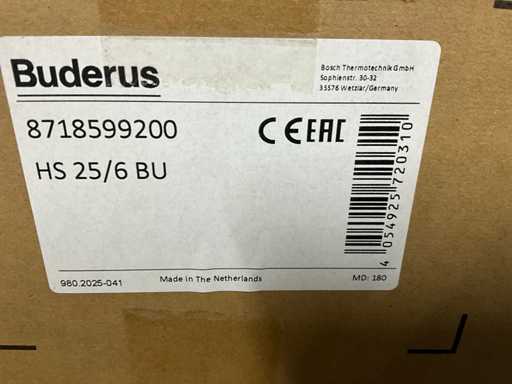 Buderus
Bosch Thermotechnik GmbH
Sophienstr. 30-32
35576 Wetzlar/Germany
8718599200
CE EAC
HS 25/6 BU
4 054925 720310
980.2025-041
Made in The Netherlands
MD: 180